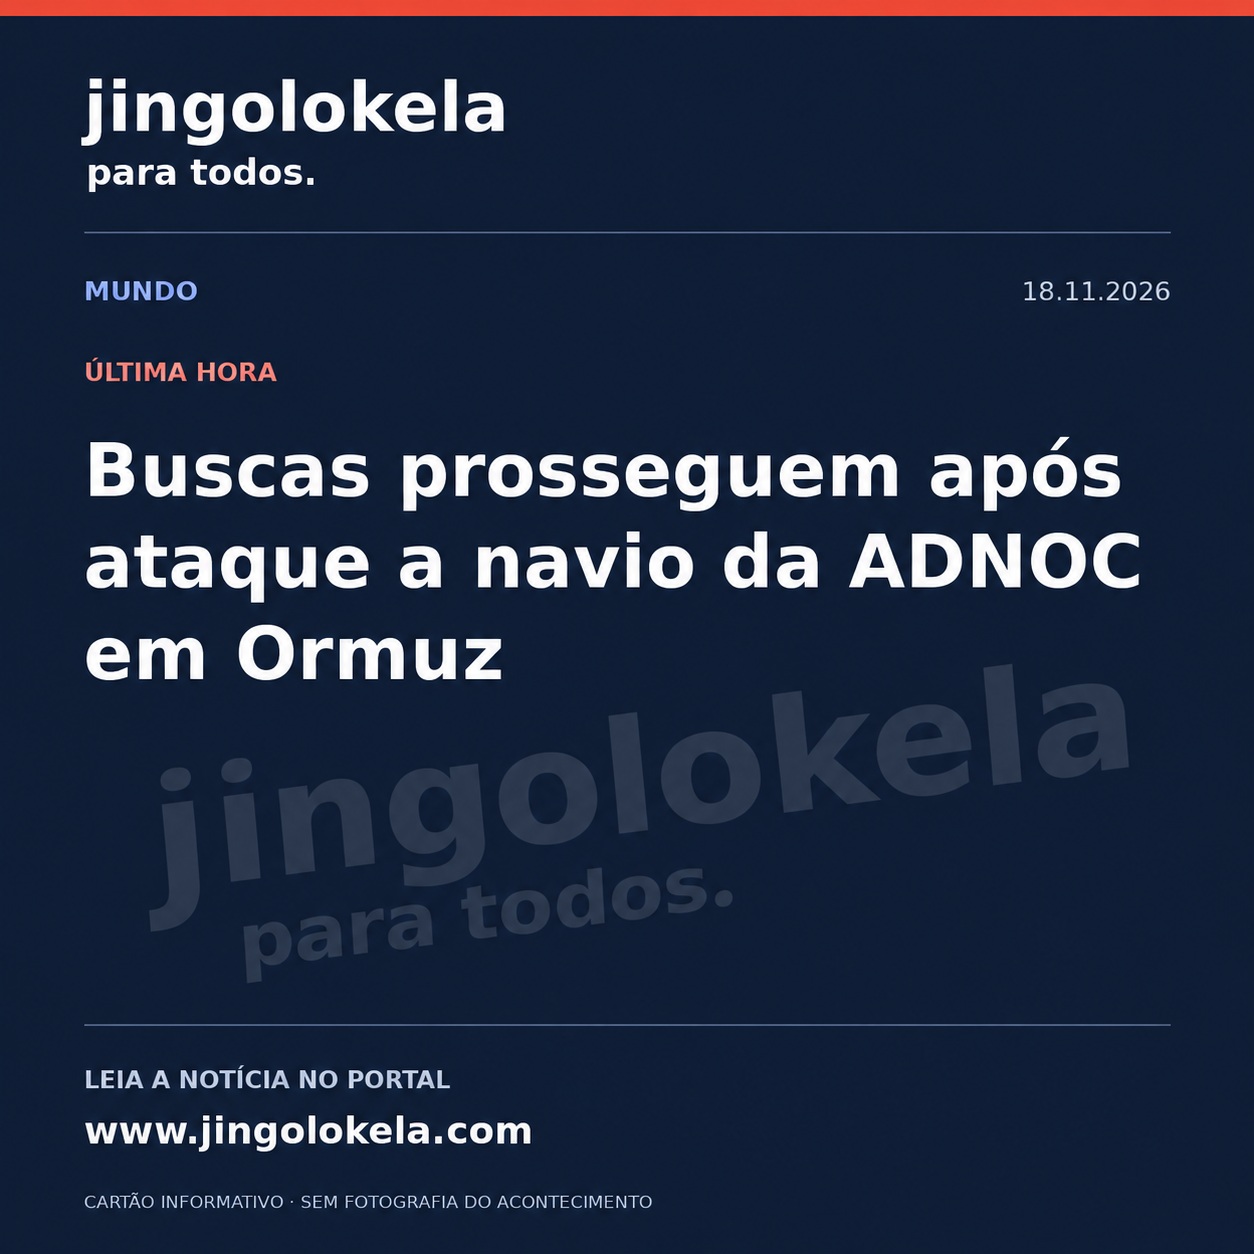 jingolokela
para todos.
MUNDO
18.11.2026
ÚLTIMA HORA
Buscas prosseguem após
ataque a navio da ADNOC
em Ormuz
jingolokela
para todos.
LEIA A NOTÍCIA NO PORTAL
www.jingolokela.com
CARTÃO INFORMATIVO · SEM FOTOGRAFIA DO ACONTECIMENTO